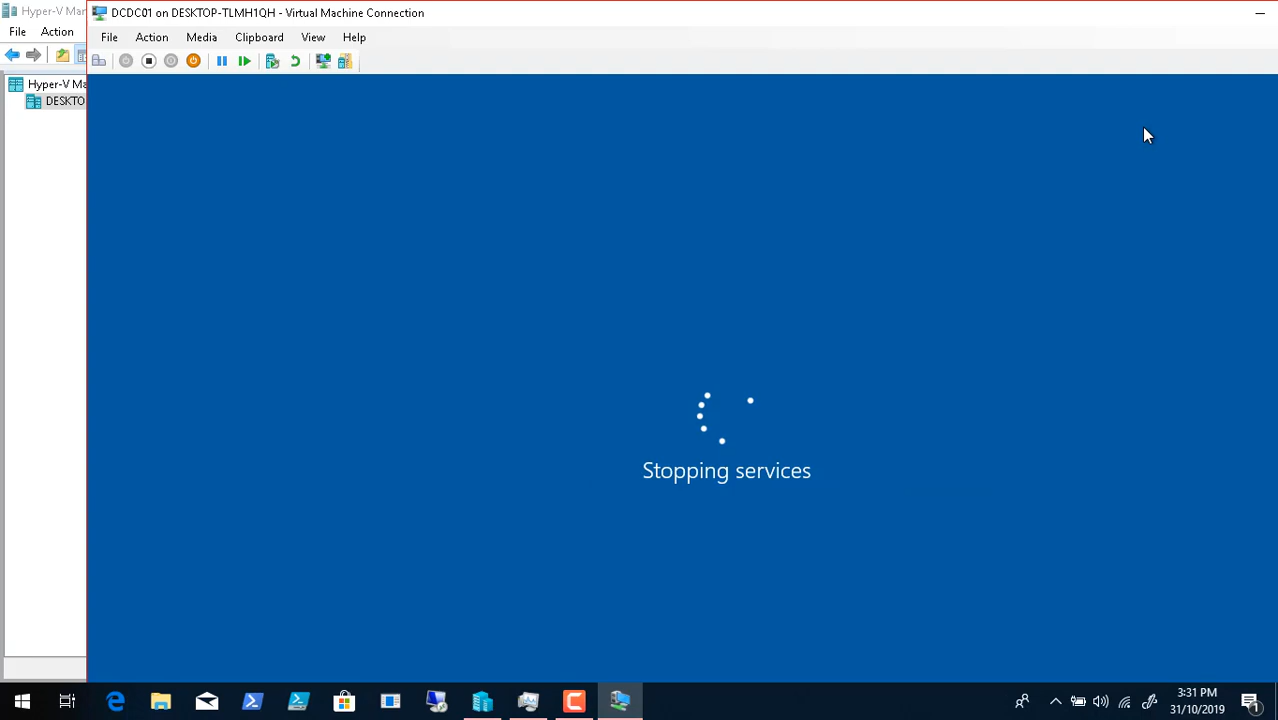 Hyper-V Ma
File Action
Hyper-V Ma
DESKTO
DCDC01 on DESKTOP-TLMH1QH - Virtual Machine Connection
File Action Media Clipboard View Help
Stopping services
3:31 PM
31/10/2019
1